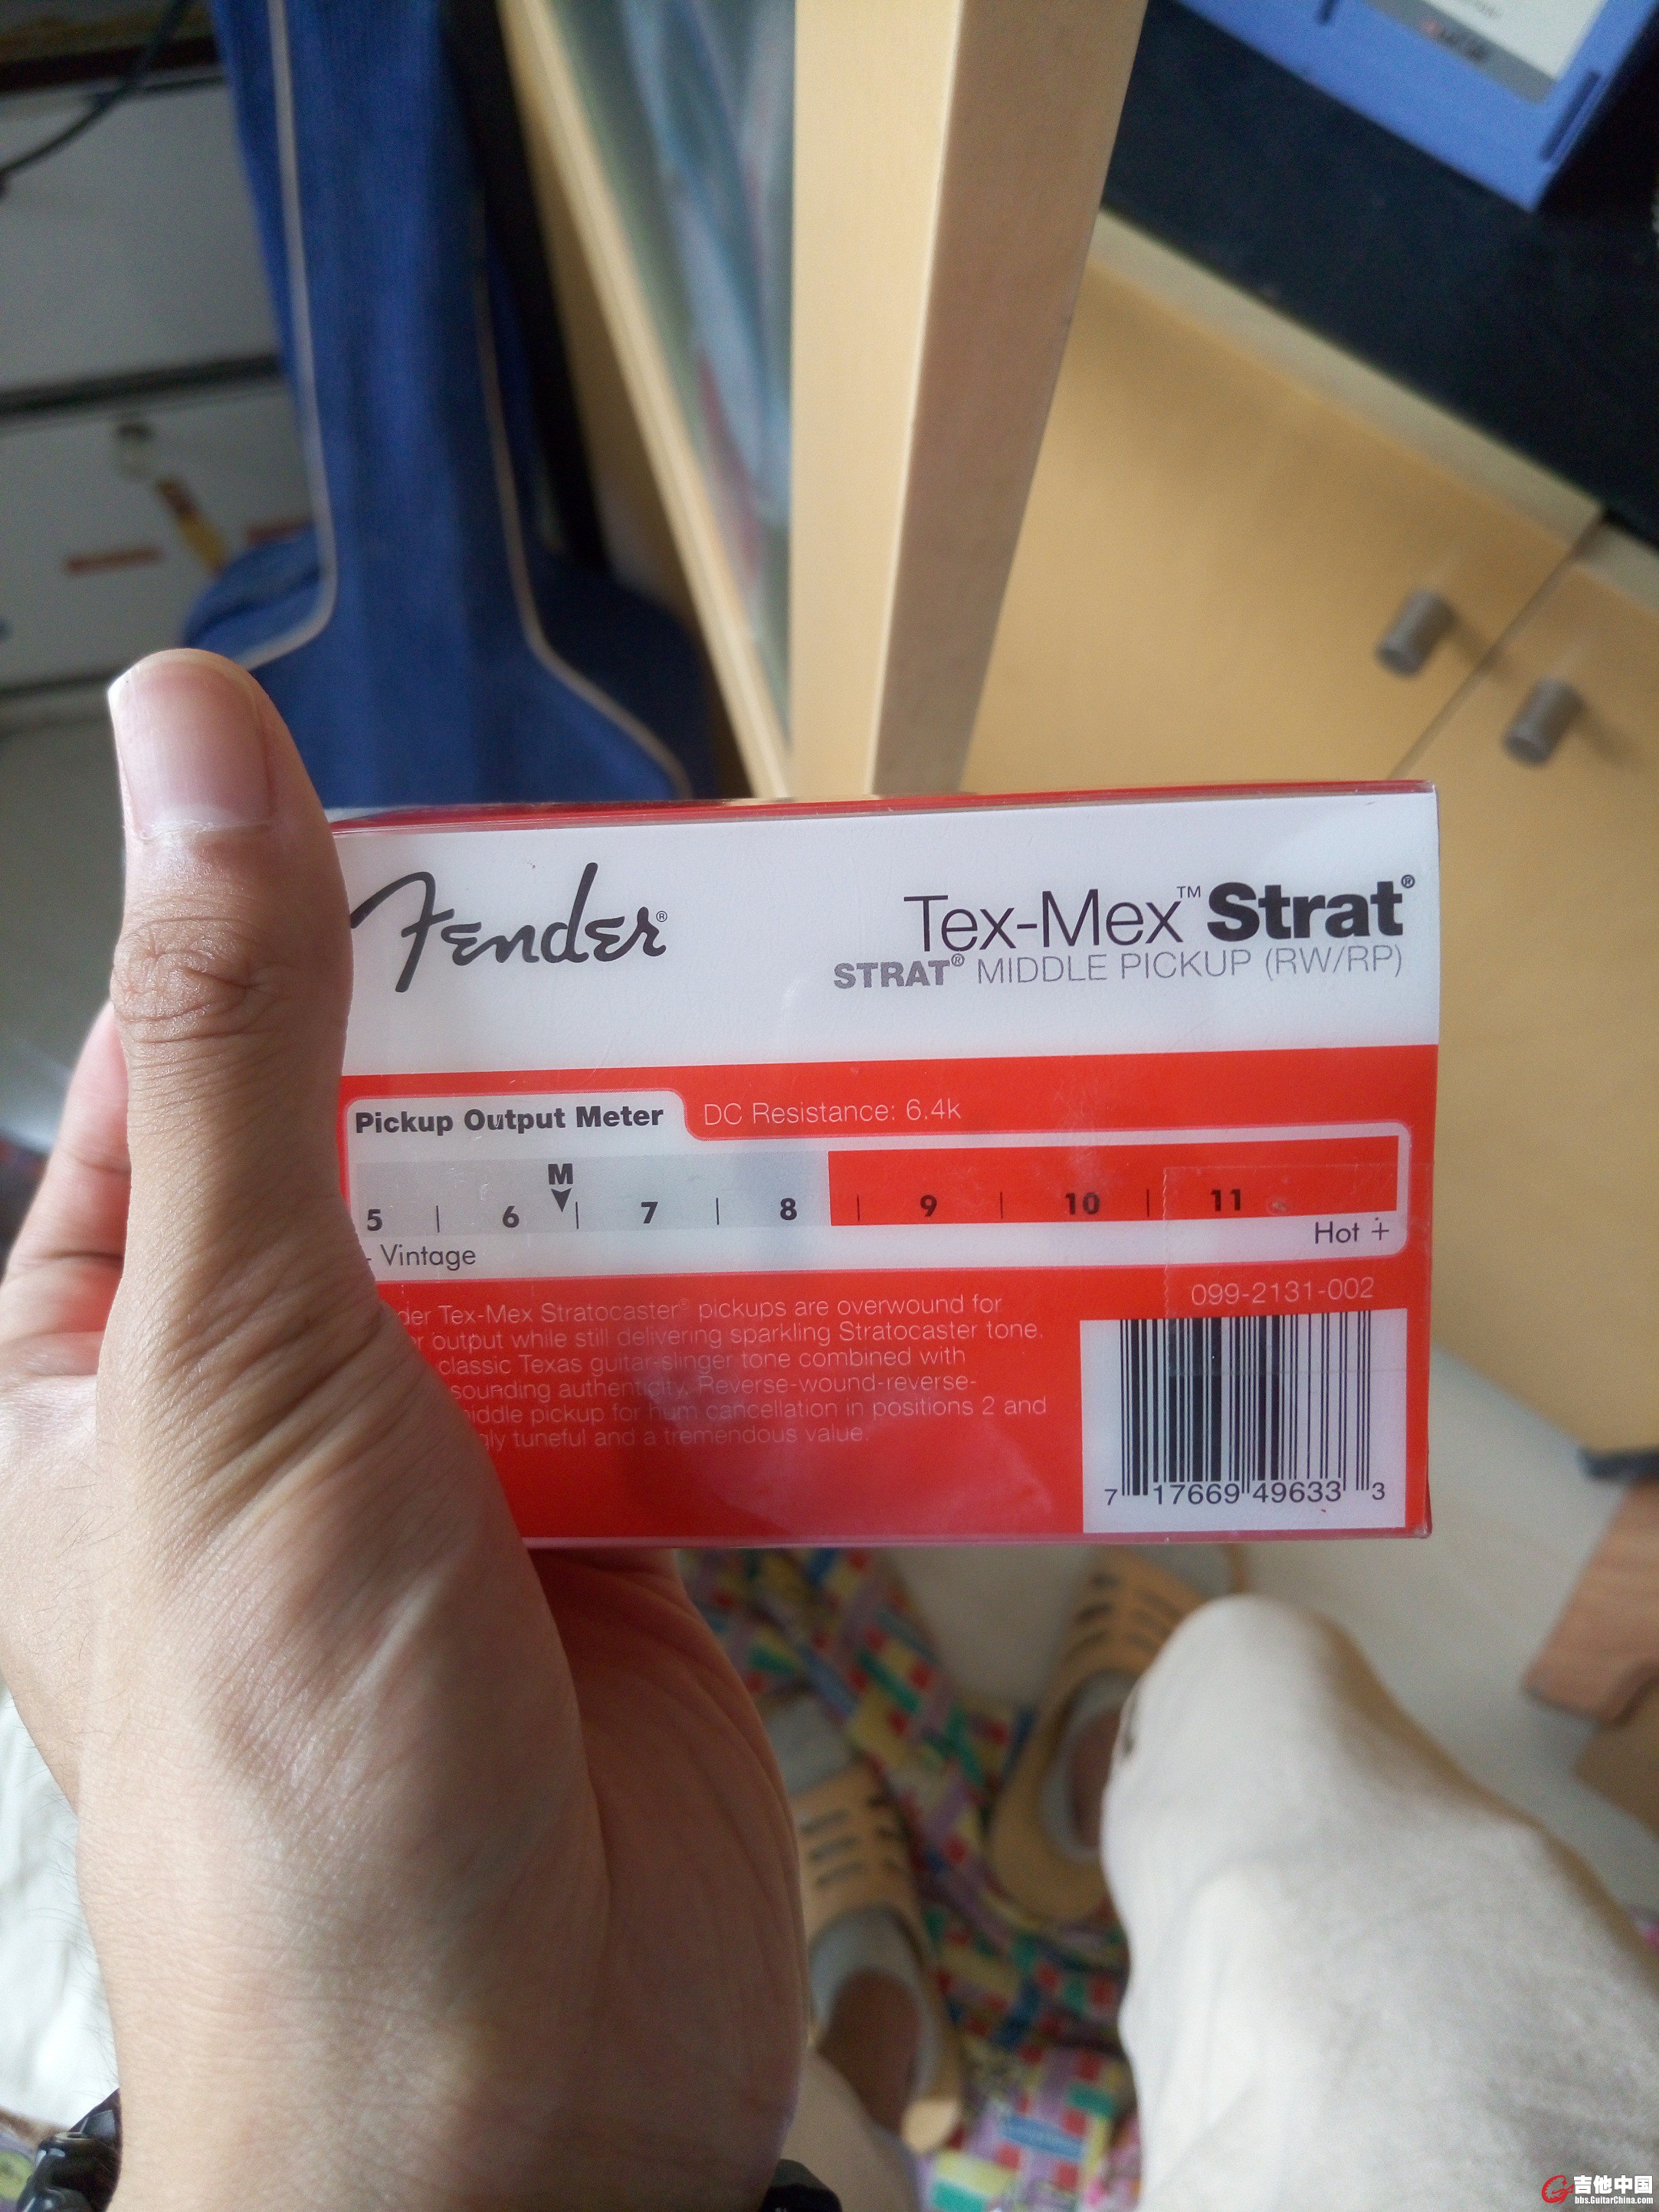 Fender®
Tex-Mex™ Strat®
STRAT® MIDDLE PICKUP (RW/RP)
Pickup Output Meter
DC Resistance: 6.4k
M
5 | 6 | 7 | 8 | 9 | 10 | 11
- Vintage
Hot +
099-2131-002
der Tex-Mex Stratocaster® pickups are overwound for
r output while still delivering sparkling Stratocaster tone.
classic Texas guitar-slinger tone combined with
sounding authenticity. Reverse-wound-reverse-
iddle pickup for hum cancellation in positions 2 and
gly tuneful and a tremendous value.
7 17669 49633 3
吉他中国
bbs.GuitarChina.com